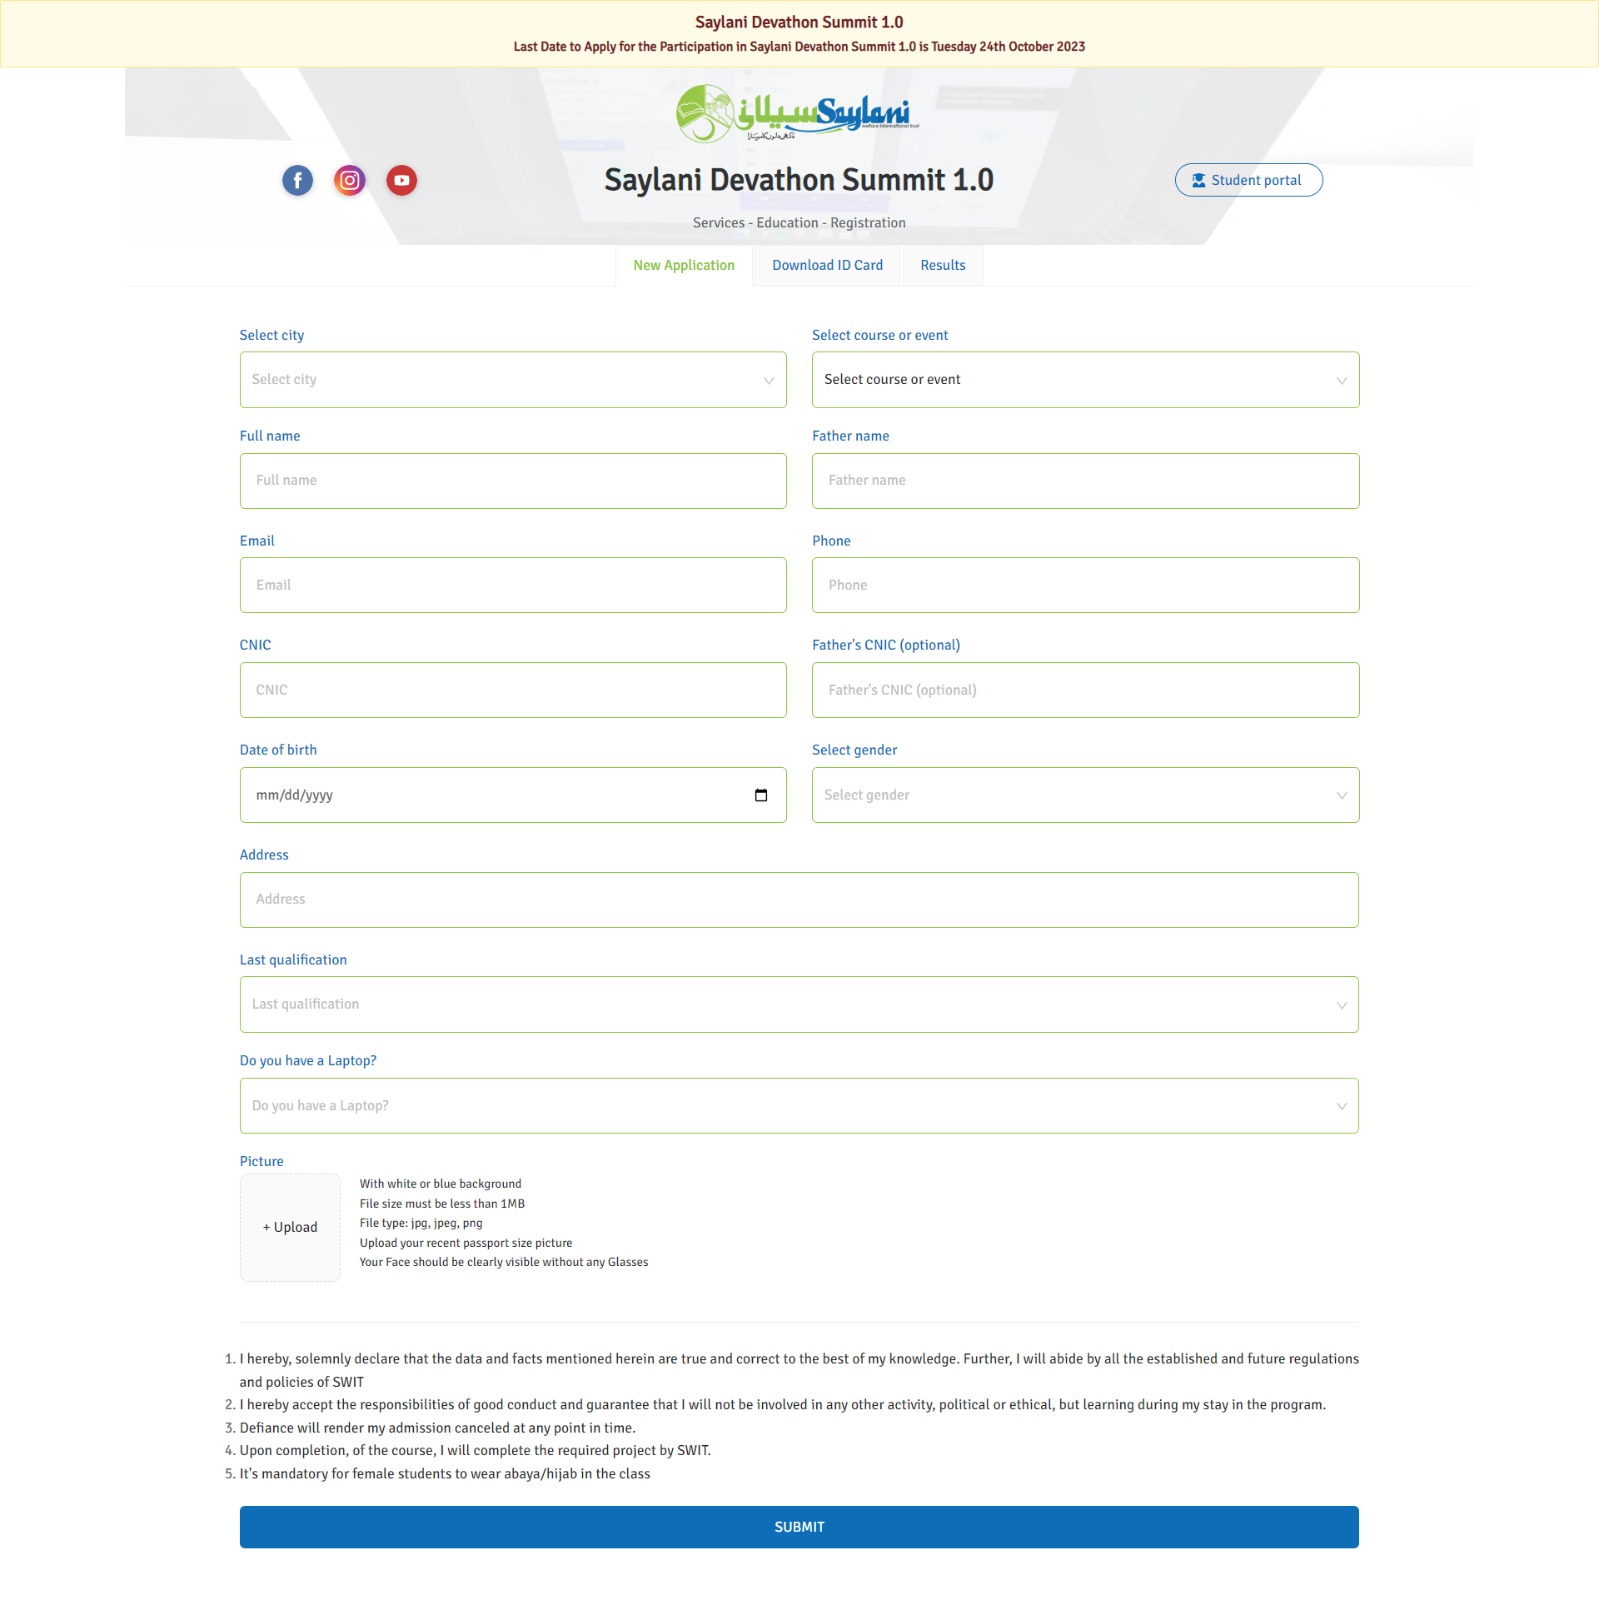 Saylani Devathon Summit 1.0
Last Date to Apply for the Participation in Saylani Devathon Summit 1.0 is Tuesday 24th October 2023
سیلانی Saylani
welfare international trust
Saylani Devathon Summit 1.0
Student portal
Services - Education - Registration
New Application
Download ID Card
Results
Select city
Select course or event
Select city
Select course or event
Full name
Father name
Full name
Father name
Email
Phone
Email
Phone
CNIC
Father's CNIC (optional)
CNIC
Father's CNIC (optional)
Date of birth
Select gender
mm/dd/yyyy
Select gender
Address
Address
Last qualification
Last qualification
Do you have a Laptop?
Do you have a Laptop?
Picture
+ Upload
With white or blue background
File size must be less than 1MB
File type: jpg, jpeg, png
Upload your recent passport size picture
Your Face should be clearly visible without any Glasses
1. I hereby, solemnly declare that the data and facts mentioned herein are true and correct to the best of my knowledge. Further, I will abide by all the established and future regulations
and policies of SWIT
2. I hereby accept the responsibilities of good conduct and guarantee that I will not be involved in any other activity, political or ethical, but learning during my stay in the program.
3. Defiance will render my admission canceled at any point in time.
4. Upon completion, of the course, I will complete the required project by SWIT.
5. It's mandatory for female students to wear abaya/hijab in the class
SUBMIT